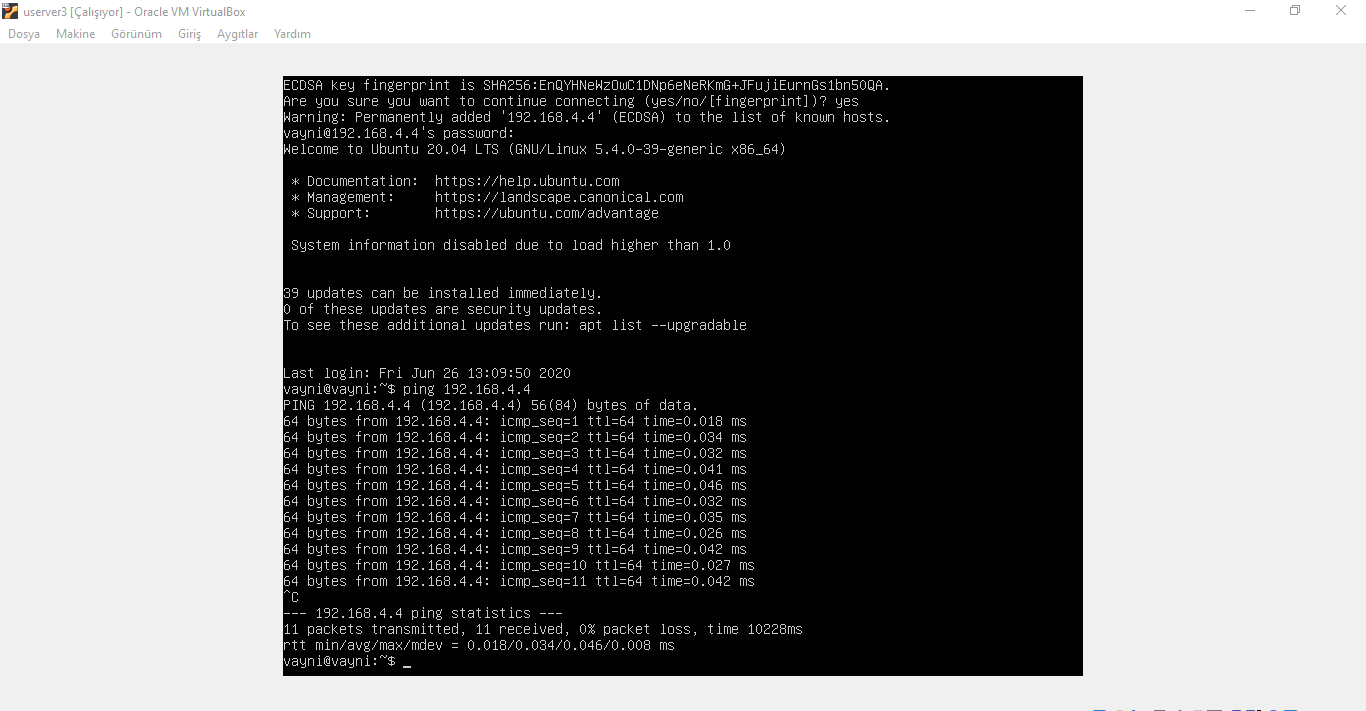 userver3 [Çalışıyor] - Oracle VM VirtualBox
Dosya Makine Görünüm Giriş Aygıtlar Yardım
ECDSA key fingerprint is SHA256:EnQYHNeWzOwC1DNp6eNeRKmG+JFujiEurnGs1bn50QA.
Are you sure you want to continue connecting (yes/no/[fingerprint])? yes
Warning: Permanently added '192.168.4.4' (ECDSA) to the list of known hosts.
vayni@192.168.4.4's password:
Welcome to Ubuntu 20.04 LTS (GNU/Linux 5.4.0-39-generic x86_64)
* Documentation: https://help.ubuntu.com
* Management: https://landscape.canonical.com
* Support: https://ubuntu.com/advantage
System information disabled due to load higher than 1.0
39 updates can be installed immediately.
0 of these updates are security updates.
To see these additional updates run: apt list --upgradable
Last login: Fri Jun 26 13:09:50 2020
vayni@vayni:~$ ping 192.168.4.4
PING 192.168.4.4 (192.168.4.4) 56(84) bytes of data.
64 bytes from 192.168.4.4: icmp_seq=1 ttl=64 time=0.018 ms
64 bytes from 192.168.4.4: icmp_seq=2 ttl=64 time=0.034 ms
64 bytes from 192.168.4.4: icmp_seq=3 ttl=64 time=0.032 ms
64 bytes from 192.168.4.4: icmp_seq=4 ttl=64 time=0.041 ms
64 bytes from 192.168.4.4: icmp_seq=5 ttl=64 time=0.046 ms
64 bytes from 192.168.4.4: icmp_seq=6 ttl=64 time=0.032 ms
64 bytes from 192.168.4.4: icmp_seq=7 ttl=64 time=0.035 ms
64 bytes from 192.168.4.4: icmp_seq=8 ttl=64 time=0.026 ms
64 bytes from 192.168.4.4: icmp_seq=9 ttl=64 time=0.042 ms
64 bytes from 192.168.4.4: icmp_seq=10 ttl=64 time=0.027 ms
64 bytes from 192.168.4.4: icmp_seq=11 ttl=64 time=0.042 ms
^C
--- 192.168.4.4 ping statistics ---
11 packets transmitted, 11 received, 0% packet loss, time 10228ms
rtt min/avg/max/mdev = 0.018/0.034/0.046/0.008 ms
vayni@vayni:~$ _